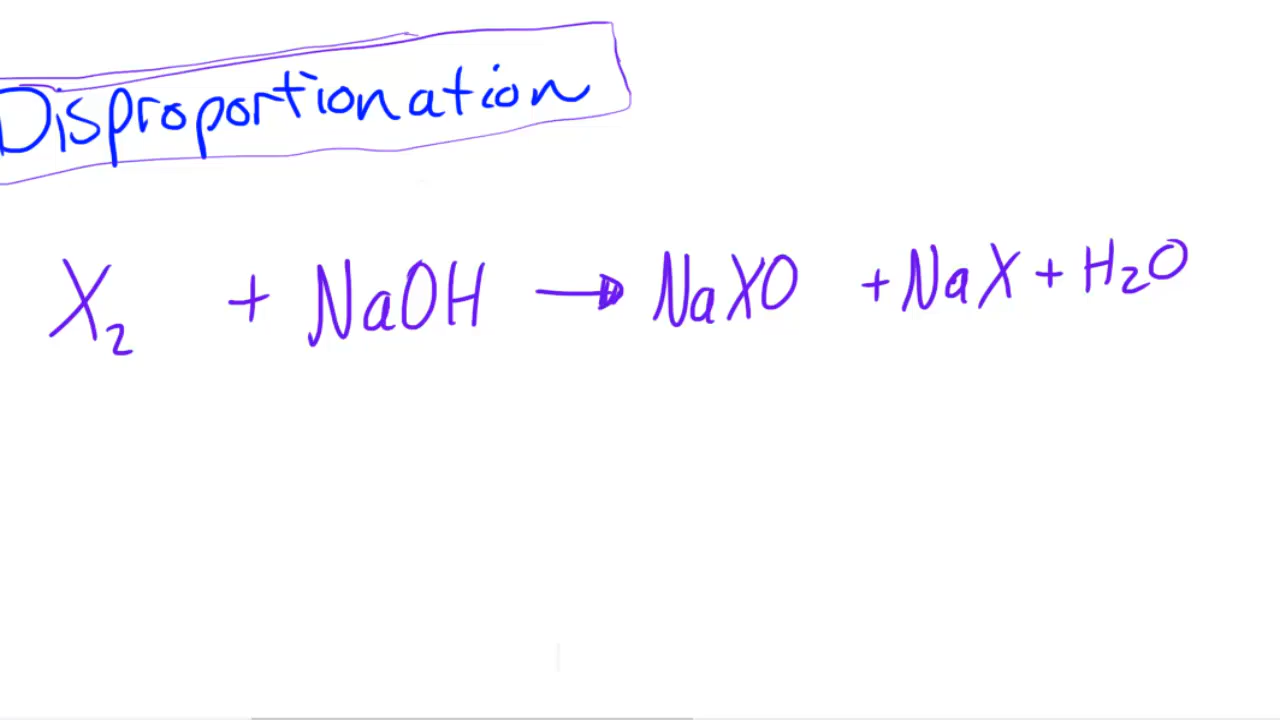 Disproportionation
X₂ + NaOH → NaXO + NaX + H₂O